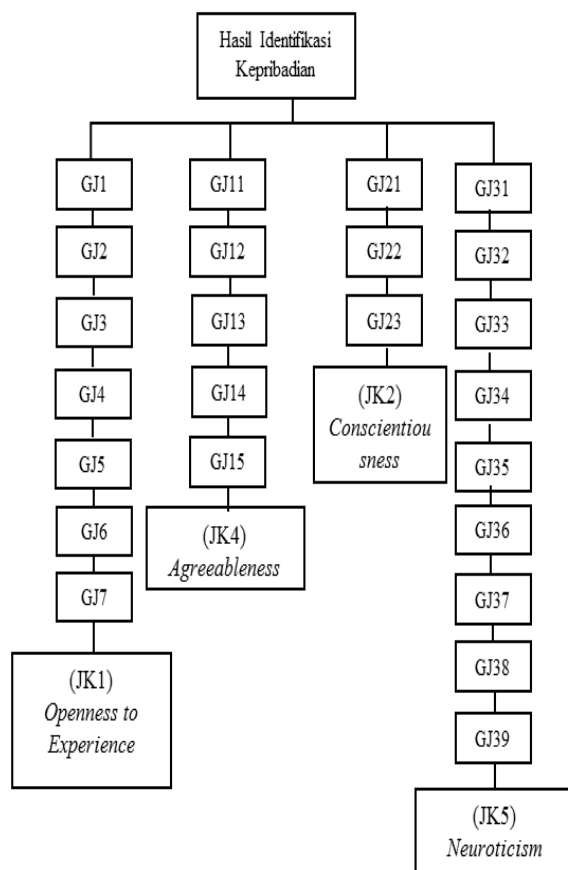 Hasil Identifikasi
Kepribadian
GJ1
GJ2
GJ3
GJ4
GJ5
GJ6
GJ7
(JK1)
Openness to
Experience
GJ11
GJ12
GJ13
GJ14
GJ15
(JK4)
Agreeableness
GJ21
GJ22
GJ23
(JK2)
Conscientiou
sness
GJ31
GJ32
GJ33
GJ34
GJ35
GJ36
GJ37
GJ38
GJ39
(JK5)
Neuroticism